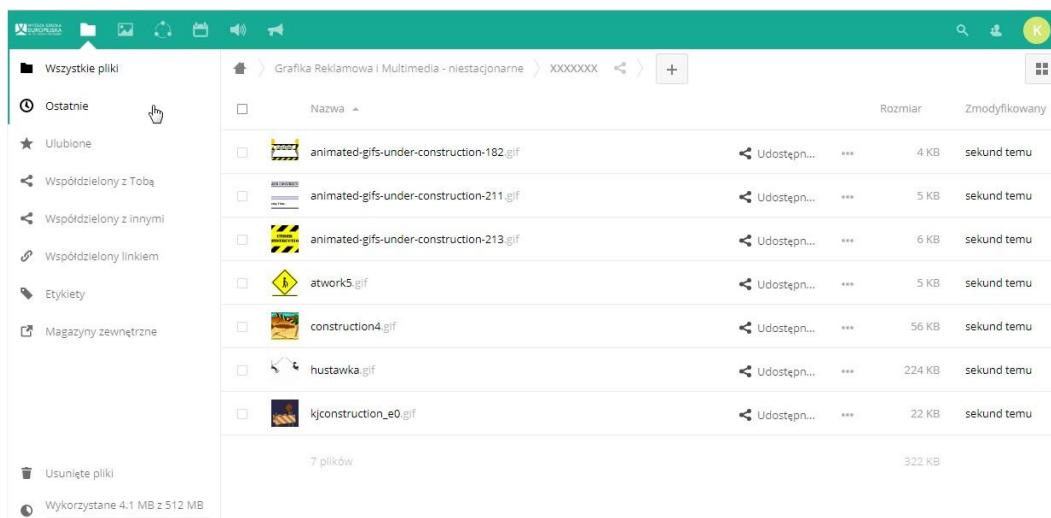 WYŻSZA SZKOŁA
EUROPEJSKA
K
Wszystkie pliki
Ostatnie
Ulubione
Współdzielony z Tobą
Współdzielony z innymi
Współdzielony linkiem
Etykiety
Magazyny zewnętrzne
Usunięte pliki
Wykorzystane 4.1 MB z 512 MB
Grafika Reklamowa i Multimedia - niestacjonarne XXXXXXX +
Nazwa Rozmiar Zmodyfikowany
animated-gifs-under-construction-182.gif Udostępn... ... 4 KB sekund temu
animated-gifs-under-construction-211.gif Udostępn... ... 5 KB sekund temu
animated-gifs-under-construction-213.gif Udostępn... ... 6 KB sekund temu
atwork5.gif Udostępn... ... 5 KB sekund temu
construction4.gif Udostępn... ... 56 KB sekund temu
hustawka.gif Udostępn... ... 224 KB sekund temu
kjconstruction_e0.gif Udostępn... ... 22 KB sekund temu
7 plików 322 KB